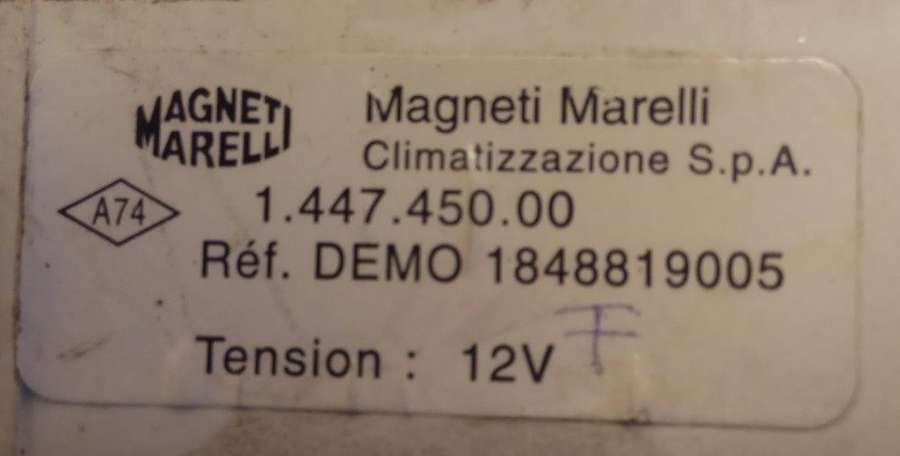 MAGNETI
MARELLI
Magneti Marelli
Climatizzazione S.p.A.
A74
1.447.450.00
Réf. DEMO 1848819005
Tension : 12V